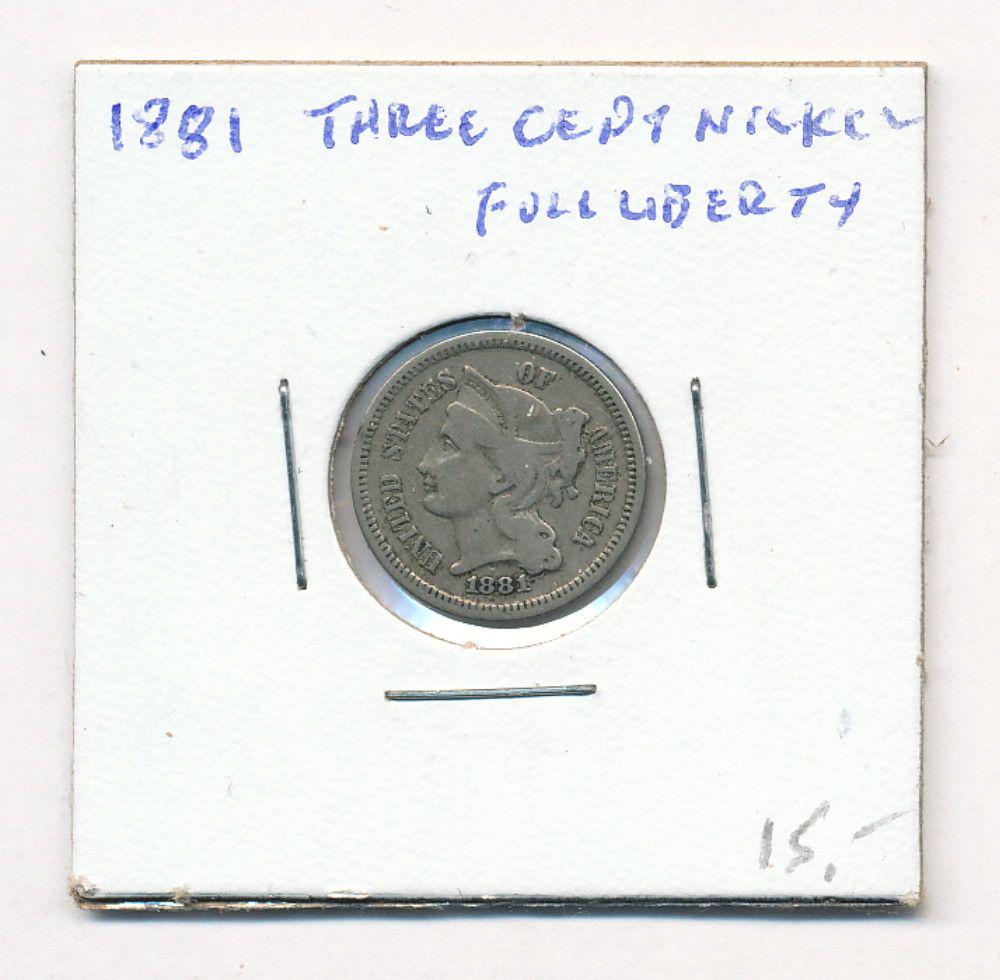 1881 THREE CENT NICKEL
FULL LIBERTY
UNITED STATES OF AMERICA
1881
15,-